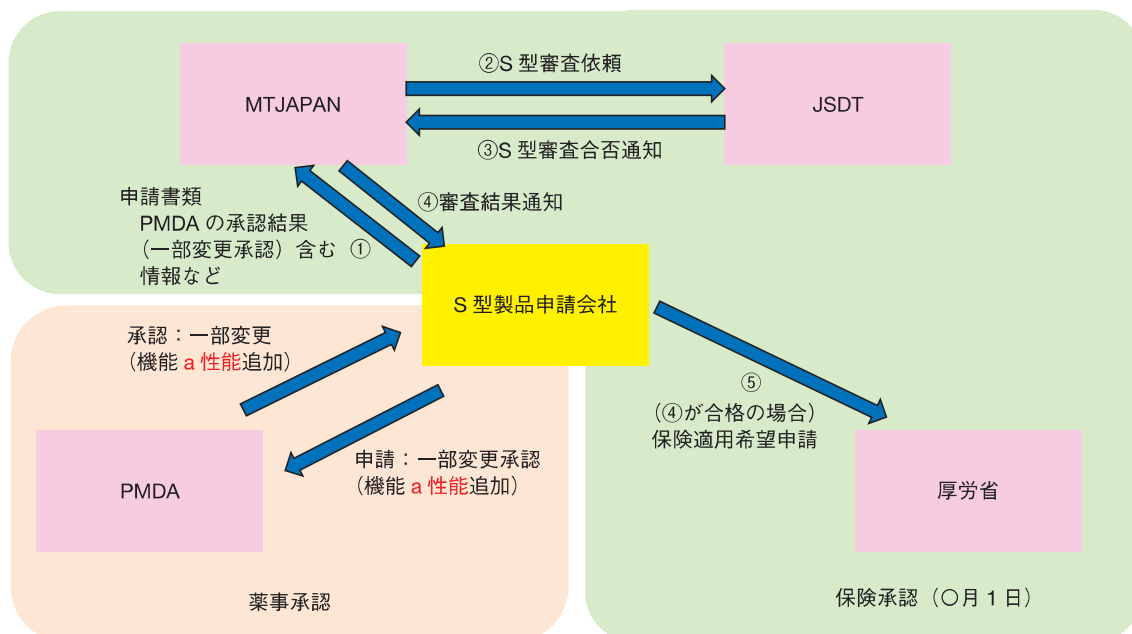 ②S 型審査依頼
MTJAPAN
JSDT
③S 型審査合否通知
申請書類
PMDA の承認結果
（一部変更承認）含む ①
情報など
④審査結果通知
S 型製品申請会社
承認：一部変更
（機能 a 性能追加）
⑤
（④が合格の場合）
保険適用希望申請
申請：一部変更承認
（機能 a 性能追加）
PMDA
厚労省
薬事承認
保険承認（〇月 1 日）